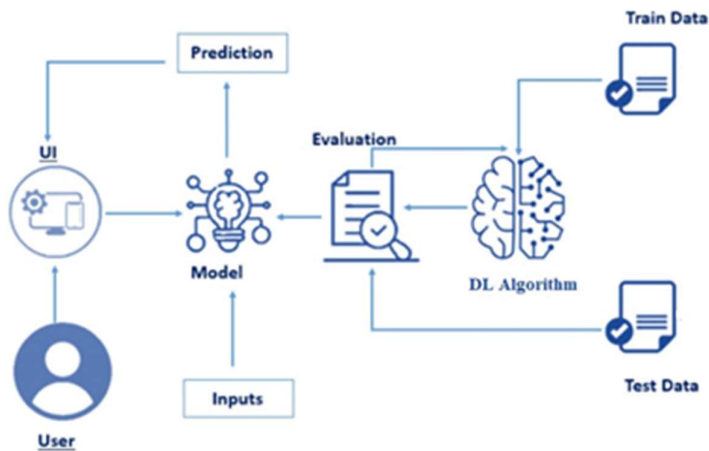 Train Data
Prediction
Evaluation
UI
Model
DL Algorithm
Inputs
Test Data
User